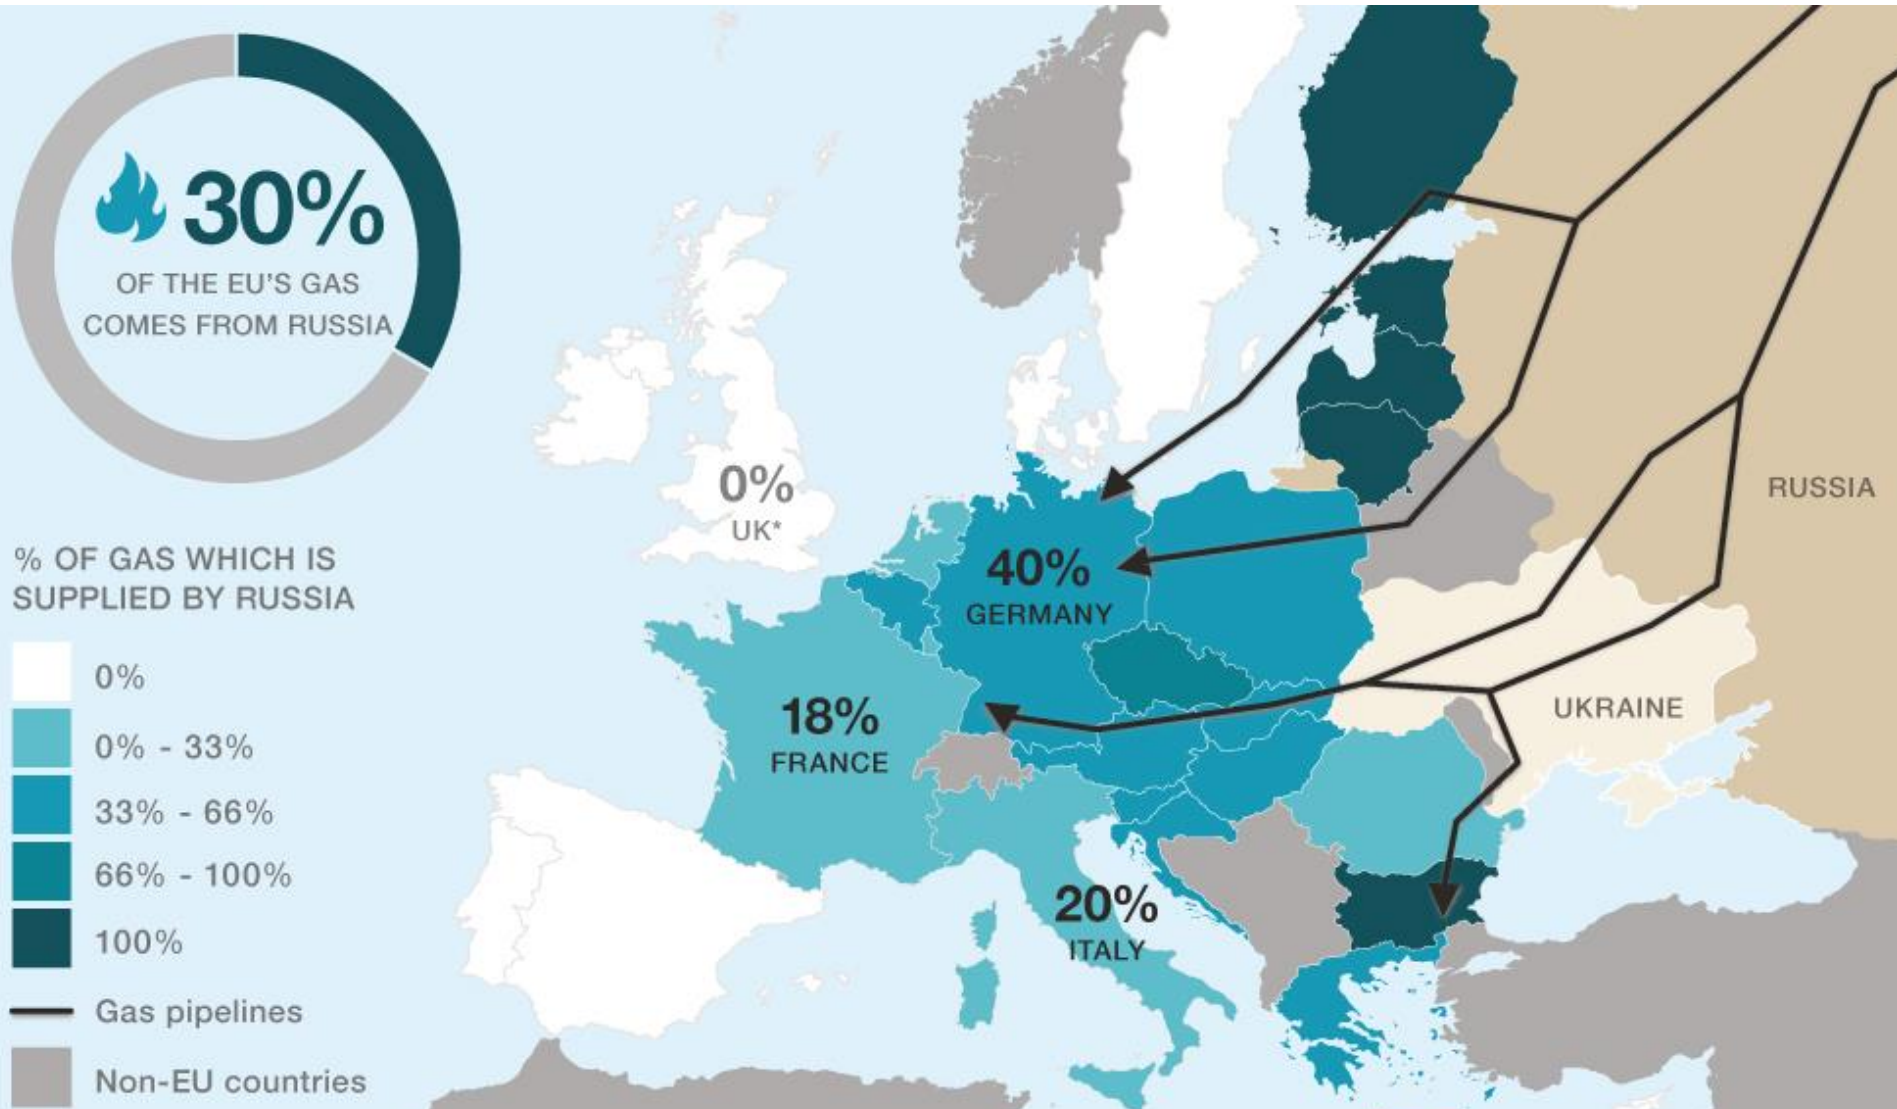 30%
OF THE EU'S GAS
COMES FROM RUSSIA
% OF GAS WHICH IS
SUPPLIED BY RUSSIA
0%
0% - 33%
33% - 66%
66% - 100%
100%
Gas pipelines
Non-EU countries
0%
UK*
40%
GERMANY
18%
FRANCE
20%
ITALY
RUSSIA
UKRAINE